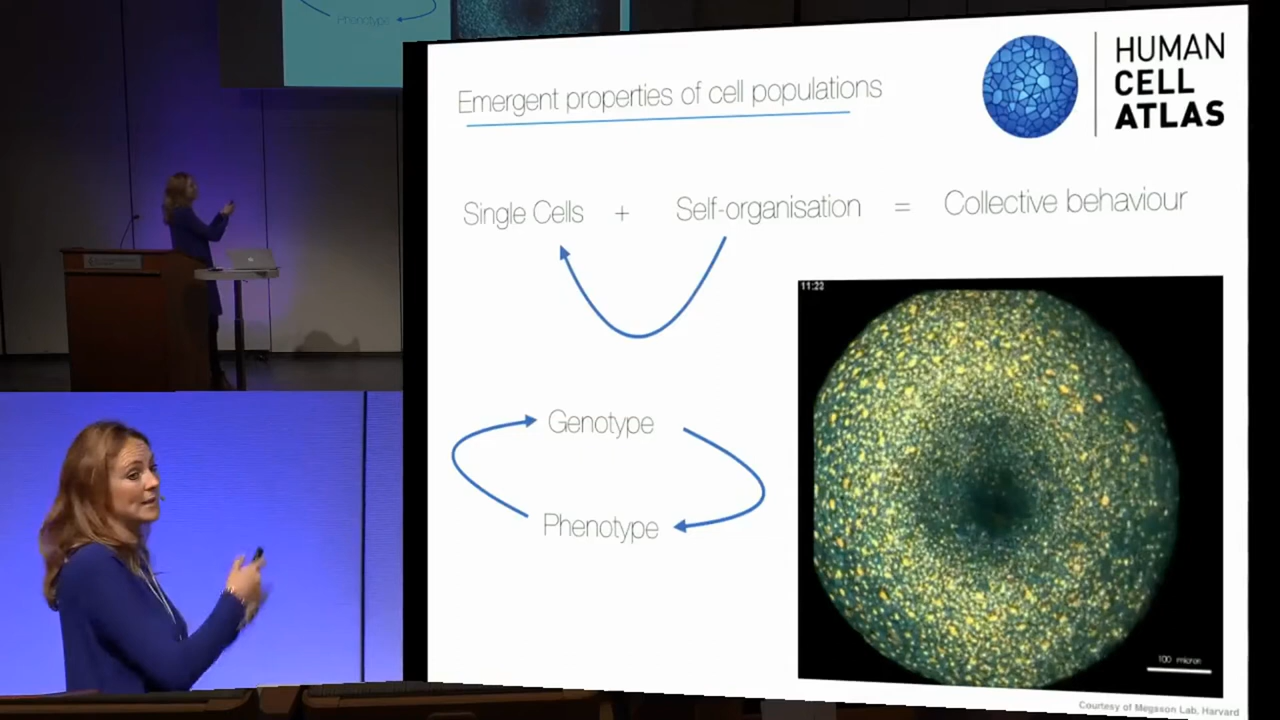 Phenotype
Emergent properties of cell populations
HUMAN
CELL
ATLAS
Single Cells + Self-organisation = Collective behaviour
11:22
Genotype
Phenotype
100 micron
Courtesy of Megason Lab, Harvard